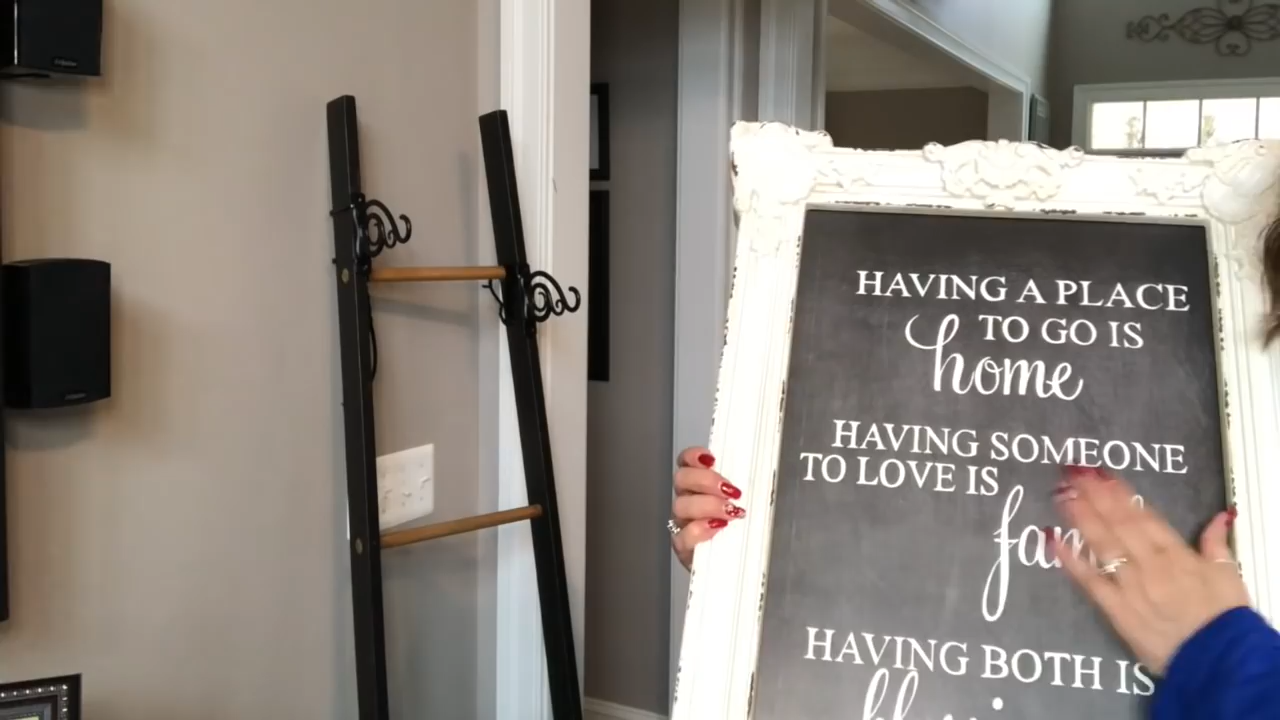 HAVING A PLACE
TO GO IS
home
HAVING SOMEONE
TO LOVE IS
HAVING BOTH IS